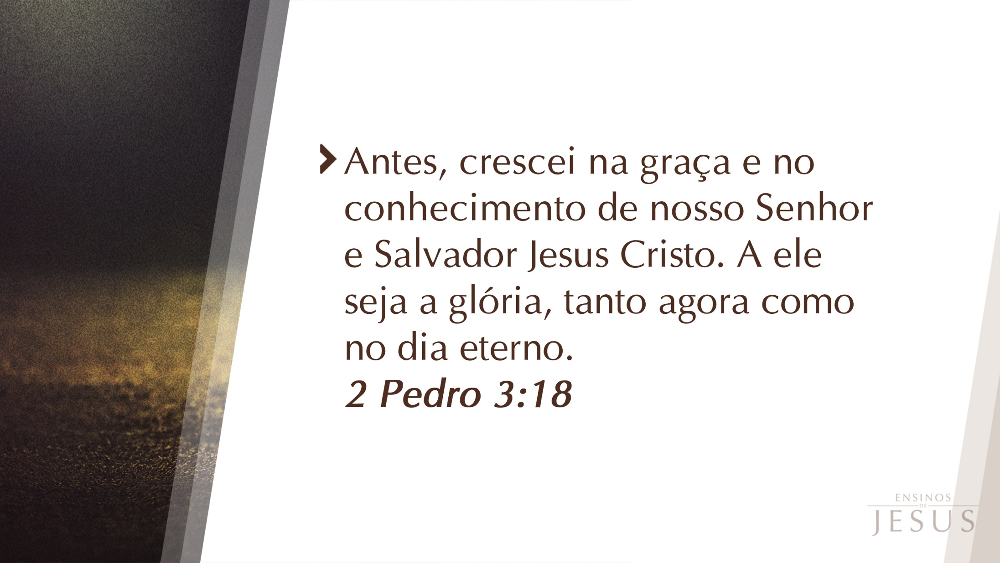 Antes, crescei na graça e no
conhecimento de nosso Senhor
e Salvador Jesus Cristo. A ele
seja a glória, tanto agora como
no dia eterno.
2 Pedro 3:18
ENSINOS
DE
JESUS